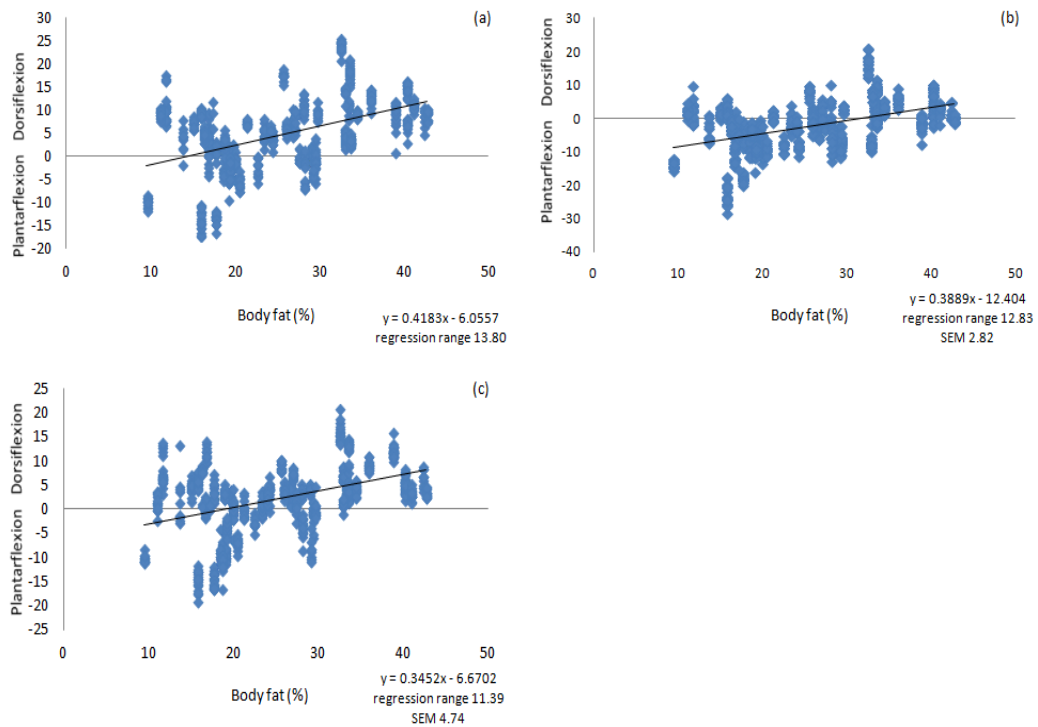 (a)
Plantarflexion Dorsiflexion
30
25
20
15
10
5
0
-5
-10
-15
-20
0 10 20 30 40 50
Body fat (%)
y = 0.4183x - 6.0557
regression range 13.80
(b)
Plantarflexion Dorsiflexion
30
20
10
0
-10
-20
-30
-40
0 10 20 30 40 50
Body fat (%)
y = 0.3889x - 12.404
regression range 12.83
SEM 2.82
(c)
Plantarflexion Dorsiflexion
25
20
15
10
5
0
-5
-10
-15
-20
-25
0 10 20 30 40 50
Body fat (%)
y = 0.3452x - 6.6702
regression range 11.39
SEM 4.74